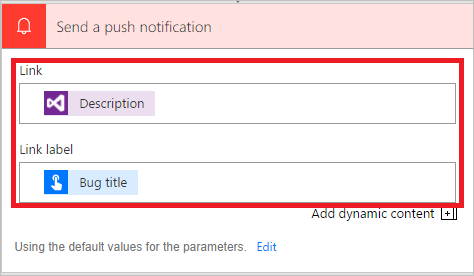 Send a push notification
Link
Description
Link label
Bug title
Add dynamic content
Using the default values for the parameters. Edit